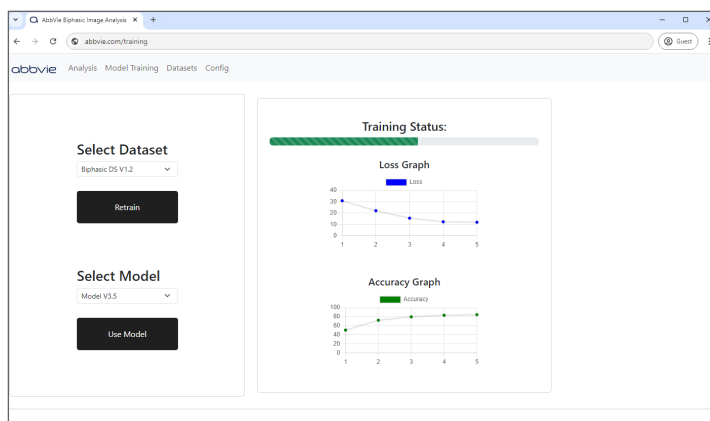 AbbVie Biphasic Image Analysis
abbvie.com/training
Guest
abbvie
Analysis Model Training Datasets Config
Select Dataset
Biphasic DS V1.2
Retrain
Select Model
Model V3.5
Use Model
Training Status:
Loss Graph
Loss
40
30
20
10
0
1 2 3 4 5
Accuracy Graph
Accuracy
100
80
60
40
20
0
1 2 3 4 5